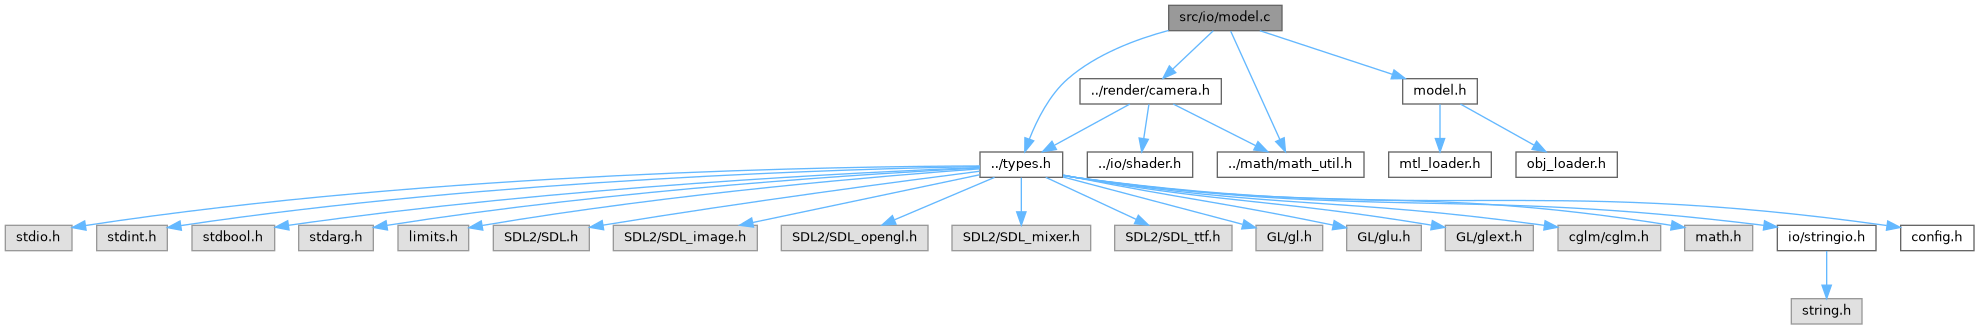 src/io/model.c
../render/camera.h
model.h
../types.h
../io/shader.h
../math/math_util.h
mtl_loader.h
obj_loader.h
stdio.h
stdint.h
stdbool.h
stdarg.h
limits.h
SDL2/SDL.h
SDL2/SDL_image.h
SDL2/SDL_opengl.h
SDL2/SDL_mixer.h
SDL2/SDL_ttf.h
GL/gl.h
GL/glu.h
GL/glext.h
cglm/cglm.h
math.h
io/stringio.h
config.h
string.h